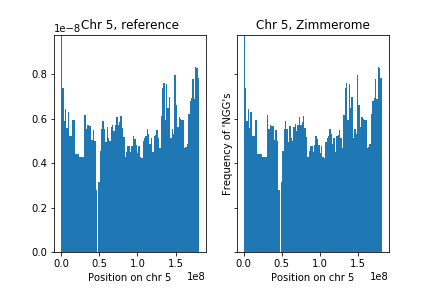 Chr 5, reference
Chr 5, Zimmerome
1e−8
0.8
0.6
0.4
0.2
0.0
Frequency of 'NGG's
0.0 0.5 1.0 1.5
0.0 0.5 1.0 1.5
1e8
1e8
Position on chr 5
Position on chr 5